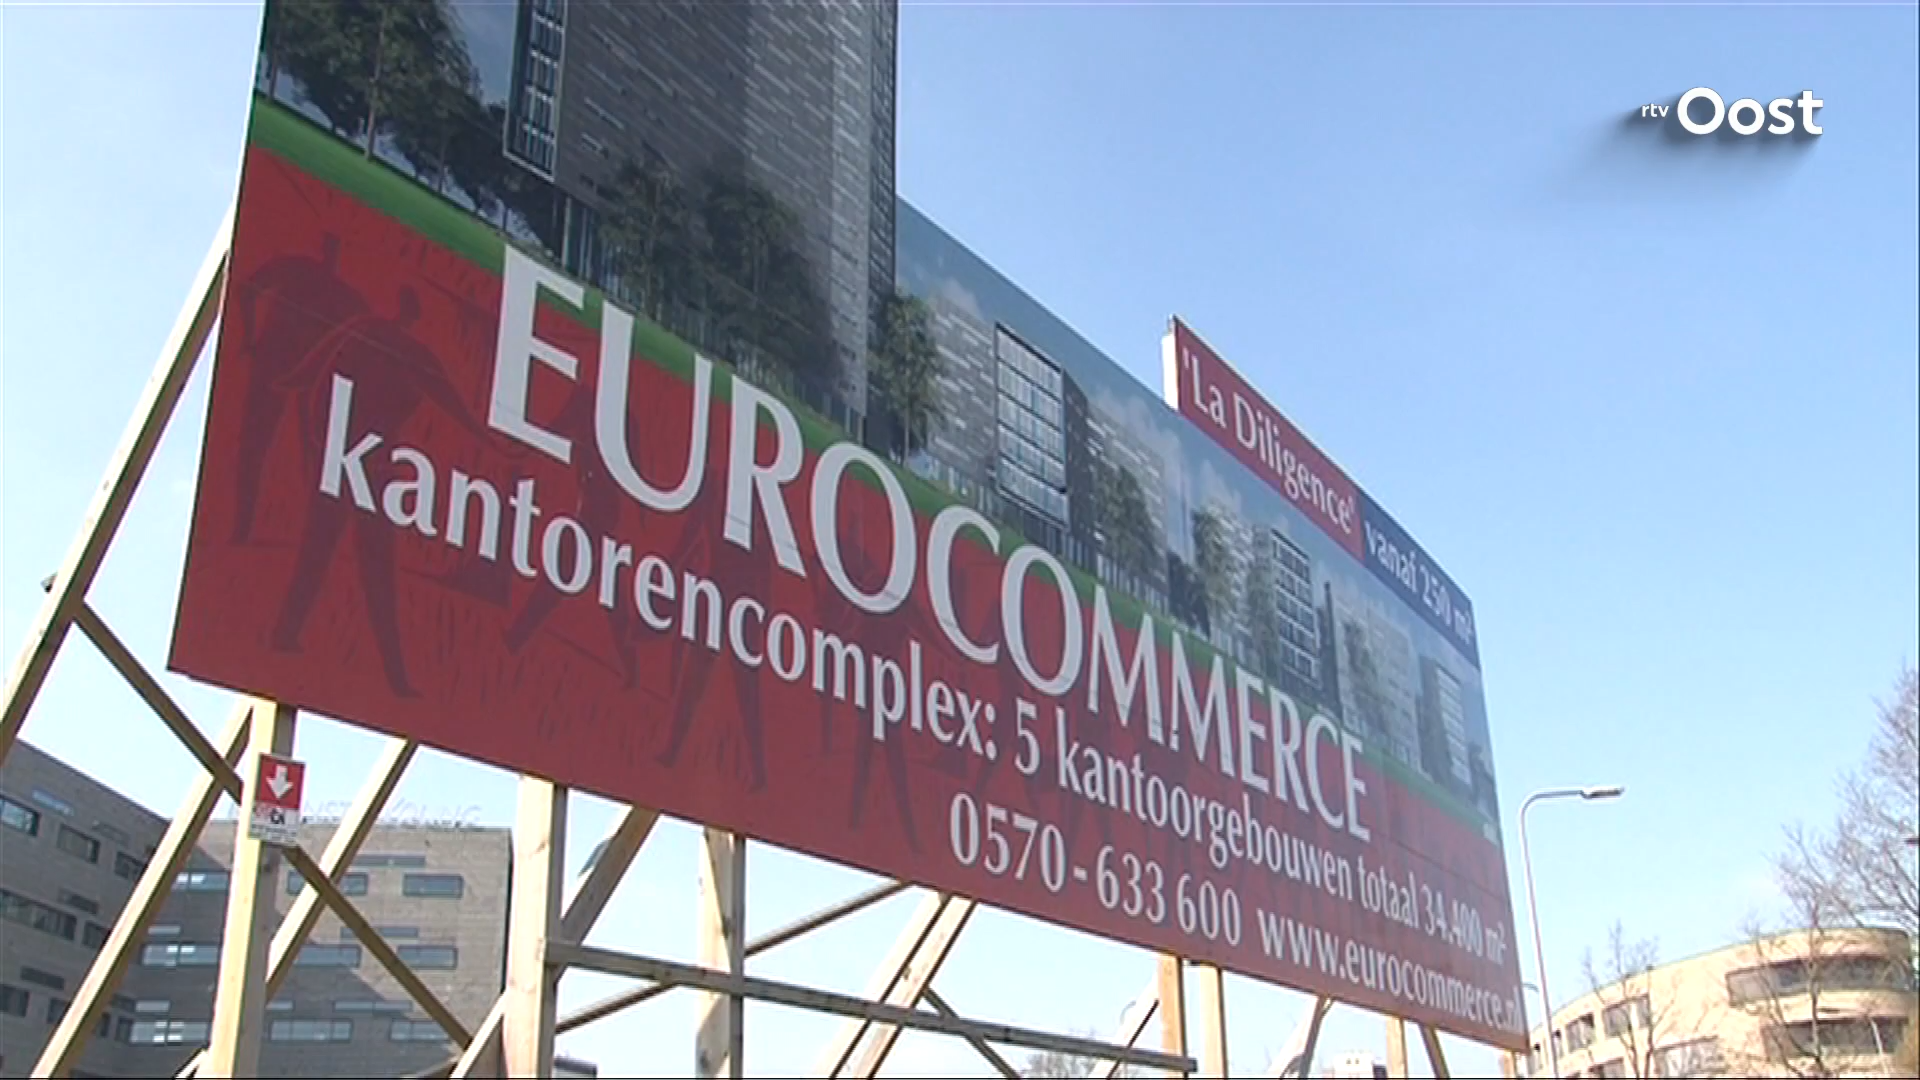 rtv Oost
'La Diligence' vanaf 250 m²
EUROCOMMERCE
kantorencomplex: 5 kantoorgebouwen totaal 34.400 m²
0570-633 600 www.eurocommerce.nl